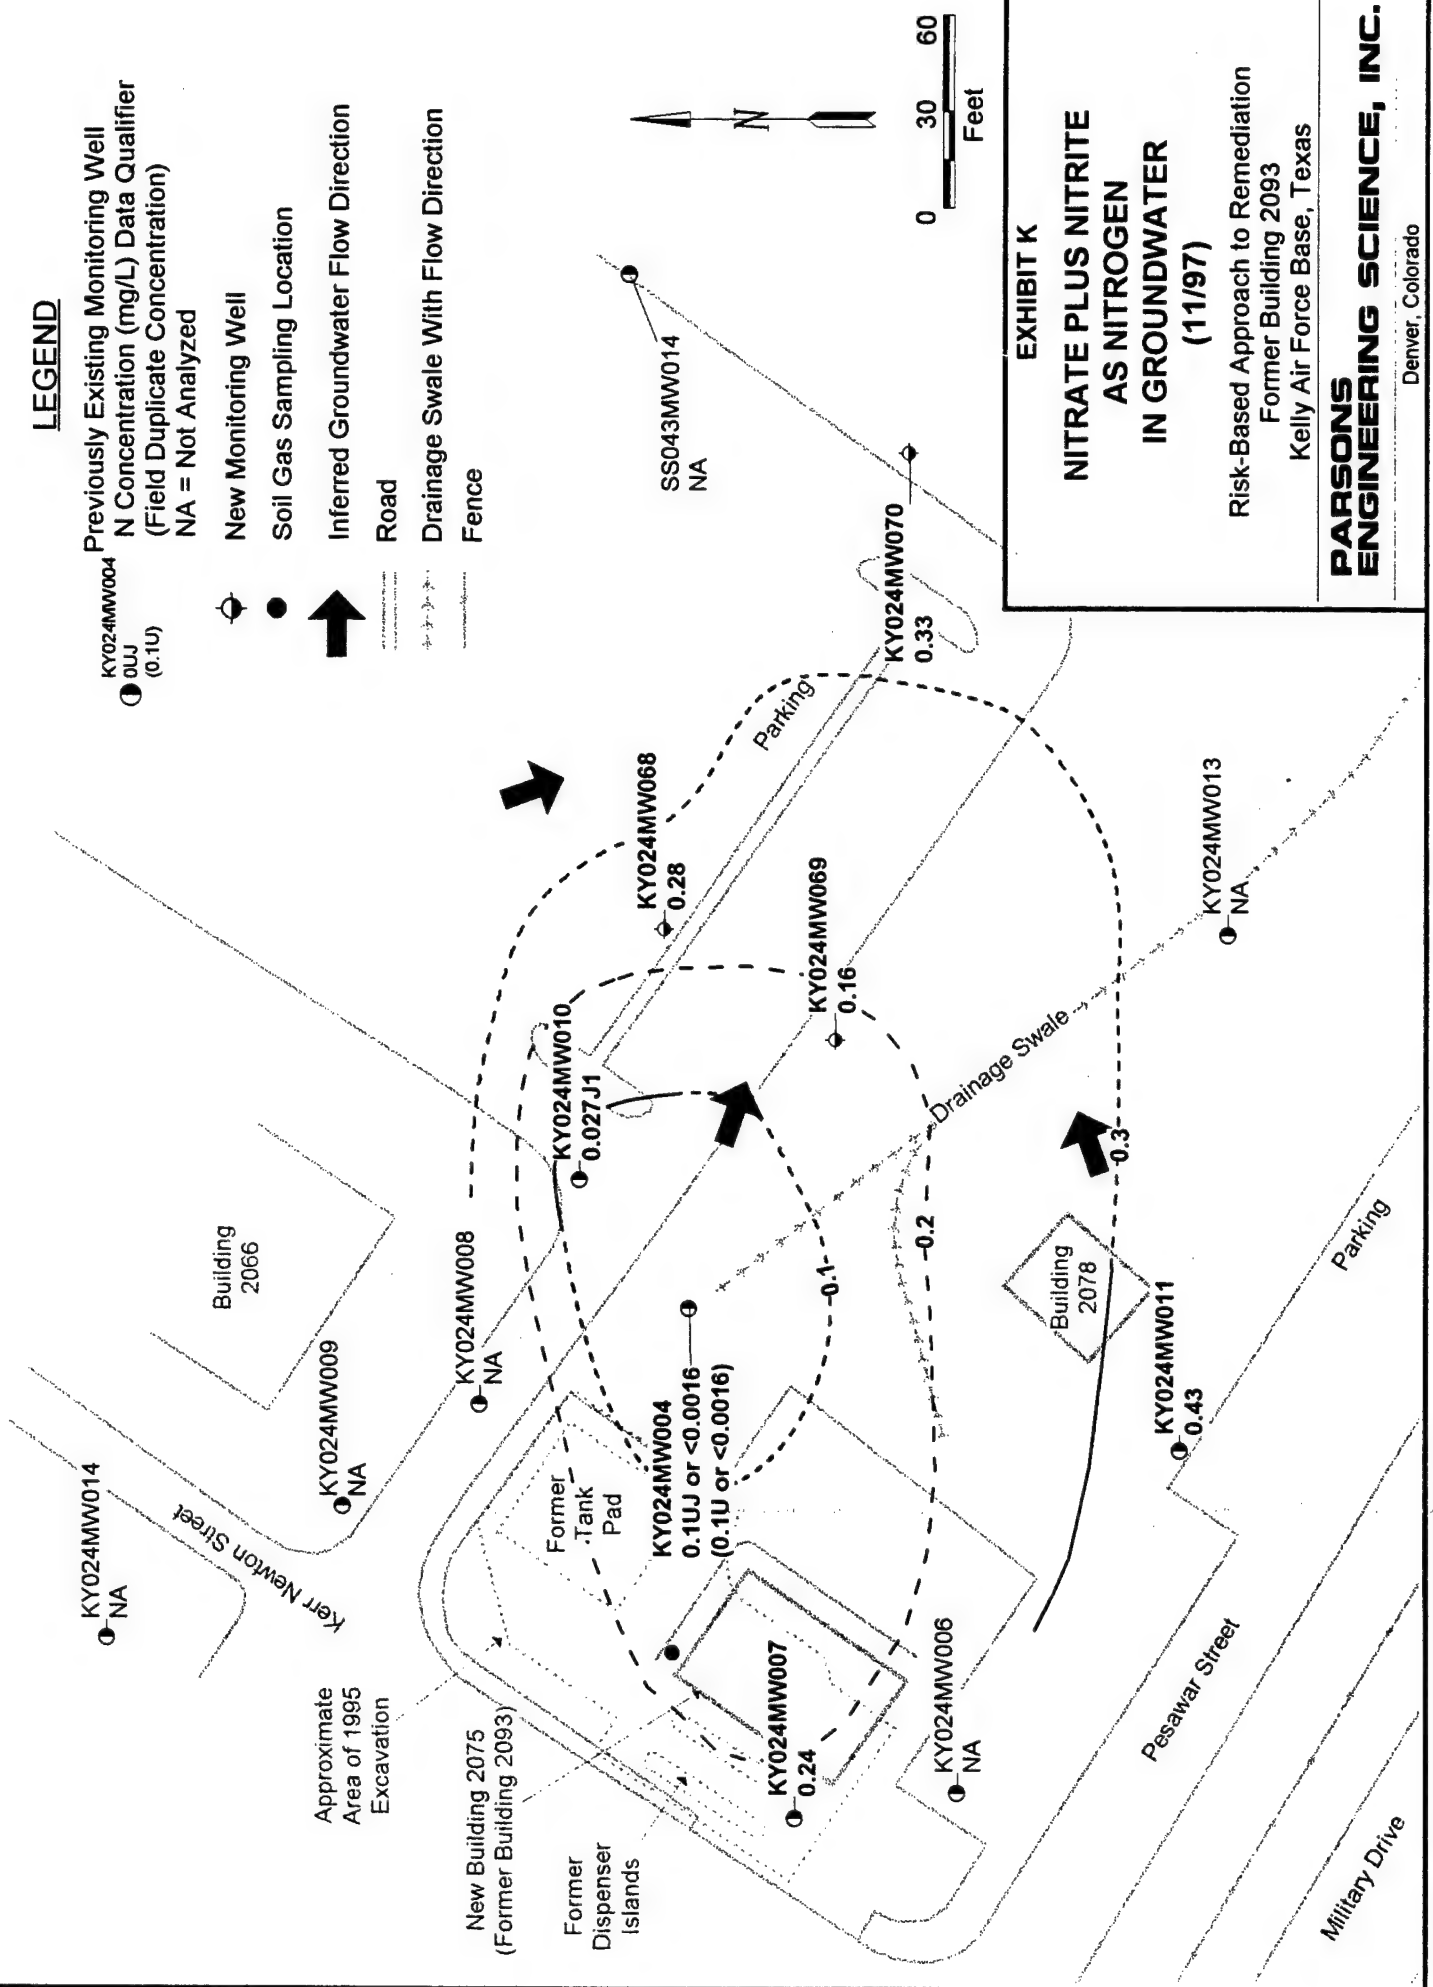 LEGEND
KY024MW004
0UJ
(0.1U)
Previously Existing Monitoring Well
N Concentration (mg/L) Data Qualifier
(Field Duplicate Concentration)
NA = Not Analyzed
New Monitoring Well
Soil Gas Sampling Location
Inferred Groundwater Flow Direction
Road
Drainage Swale With Flow Direction
Fence
KY024MW014
NA
Kerr Newton Street
KY024MW009
NA
Building
2066
KY024MW008
NA
Approximate
Area of 1995
Excavation
New Building 2075
(Former Building 2093)
Former
Dispenser
Islands
Former
Tank
Pad
KY024MW004
0.1UJ or <0.0016
(0.1U or <0.0016)
KY024MW010
0.027J1
KY024MW068
0.28
Parking
SS043MW014
NA
KY024MW070
0.33
KY024MW069
0.16
KY024MW007
0.24
0.1
0.2
0.3
Drainage Swale
KY024MW006
NA
Building
2078
KY024MW011
0.43
KY024MW013
NA
Parking
Pesawar Street
Military Drive
N
0 30 60
Feet
EXHIBIT K
NITRATE PLUS NITRITE
AS NITROGEN
IN GROUNDWATER
(11/97)
Risk-Based Approach to Remediation
Former Building 2093
Kelly Air Force Base, Texas
PARSONS
ENGINEERING SCIENCE, INC.
Denver, Colorado